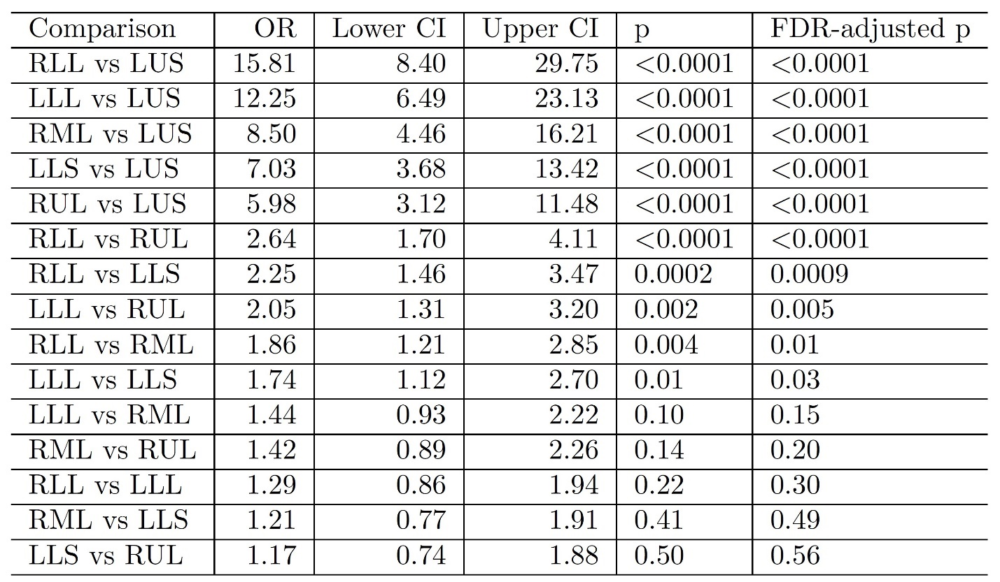 Comparison OR Lower CI Upper CI p FDR-adjusted p
RLL vs LUS 15.81 8.40 29.75 <0.0001 <0.0001
LLL vs LUS 12.25 6.49 23.13 <0.0001 <0.0001
RML vs LUS 8.50 4.46 16.21 <0.0001 <0.0001
LLS vs LUS 7.03 3.68 13.42 <0.0001 <0.0001
RUL vs LUS 5.98 3.12 11.48 <0.0001 <0.0001
RLL vs RUL 2.64 1.70 4.11 <0.0001 <0.0001
RLL vs LLS 2.25 1.46 3.47 0.0002 0.0009
LLL vs RUL 2.05 1.31 3.20 0.002 0.005
RLL vs RML 1.86 1.21 2.85 0.004 0.01
LLL vs LLS 1.74 1.12 2.70 0.01 0.03
LLL vs RML 1.44 0.93 2.22 0.10 0.15
RML vs RUL 1.42 0.89 2.26 0.14 0.20
RLL vs LLL 1.29 0.86 1.94 0.22 0.30
RML vs LLS 1.21 0.77 1.91 0.41 0.49
LLS vs RUL 1.17 0.74 1.88 0.50 0.56